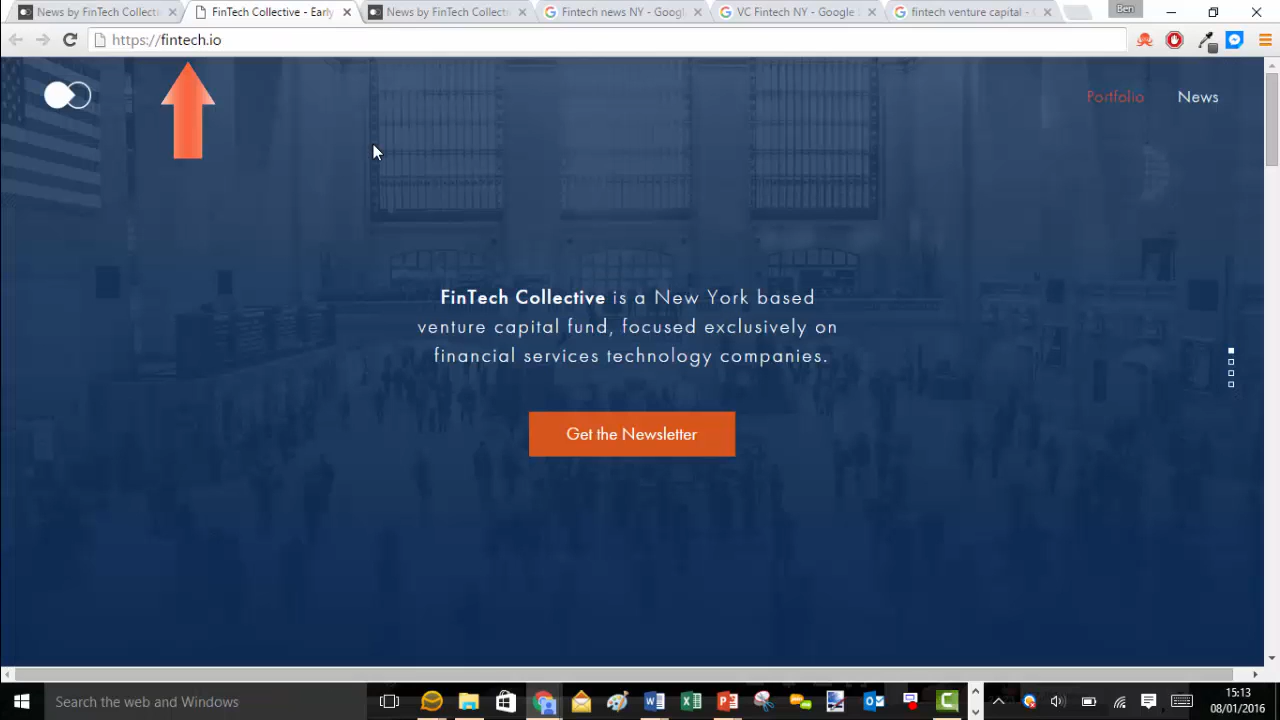 News by FinTech Collecti
FinTech Collective - Early
News by FinTech Collecti
Fintech news NY - Googl
VC Fintech NY - Google
fintech venture capital -
Ben
https://fintech.io
Portfolio
News
FinTech Collective is a New York based
venture capital fund, focused exclusively on
financial services technology companies.
Get the Newsletter
Search the web and Windows
15:13
08/01/2016